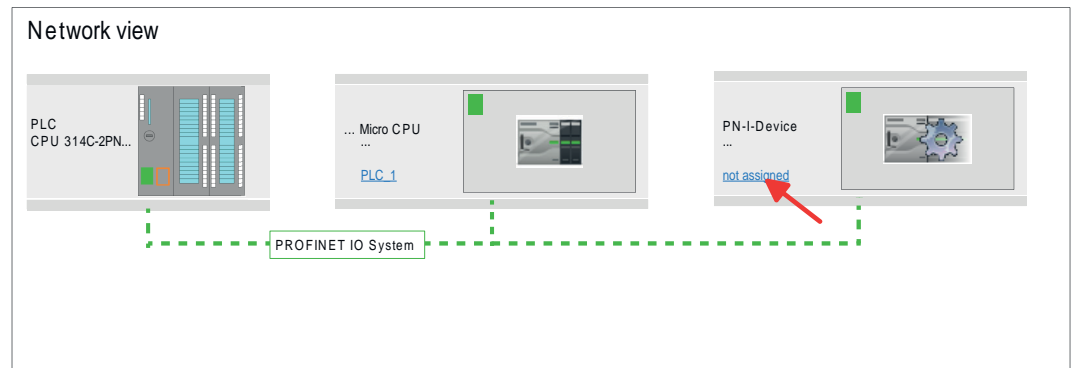 Network view
PLC
CPU 314C-2PN...
... Micro CPU
...
PLC_1
PN-I-Device
...
not assigned
PROFINET IO System